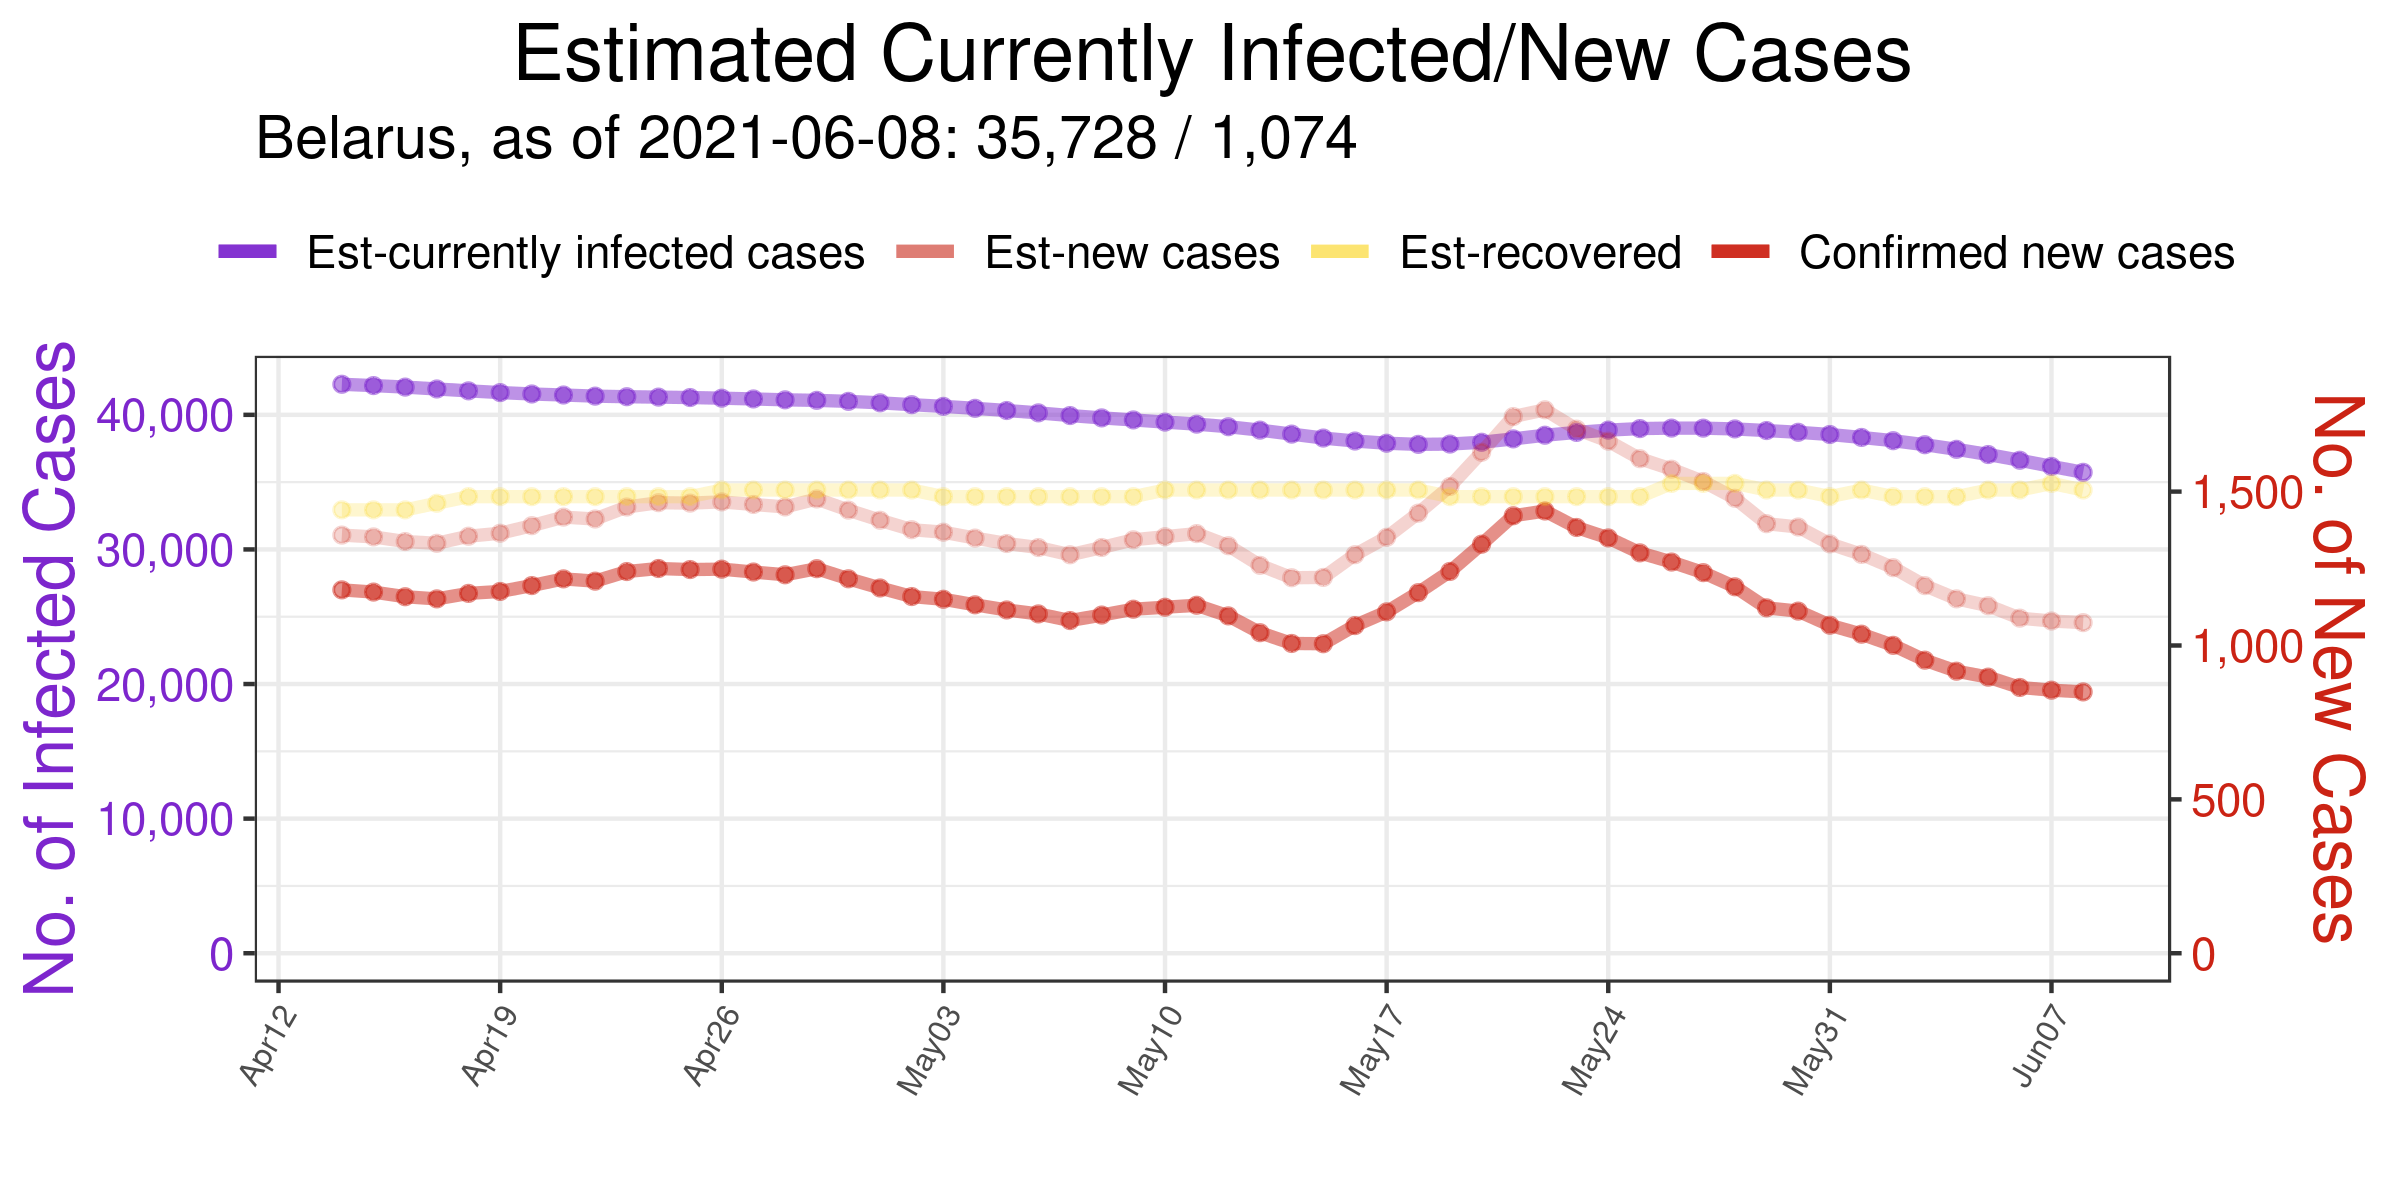 Estimated Currently Infected/New Cases
Belarus, as of 2021-06-08: 35,728 / 1,074
Est-currently infected cases Est-new cases Est-recovered Confirmed new cases
No. of Infected Cases
40,000
30,000
20,000
10,000
0
1,500
1,000
500
0
No. of New Cases
Apr12 Apr19 Apr26 May03 May10 May17 May24 May31 Jun07